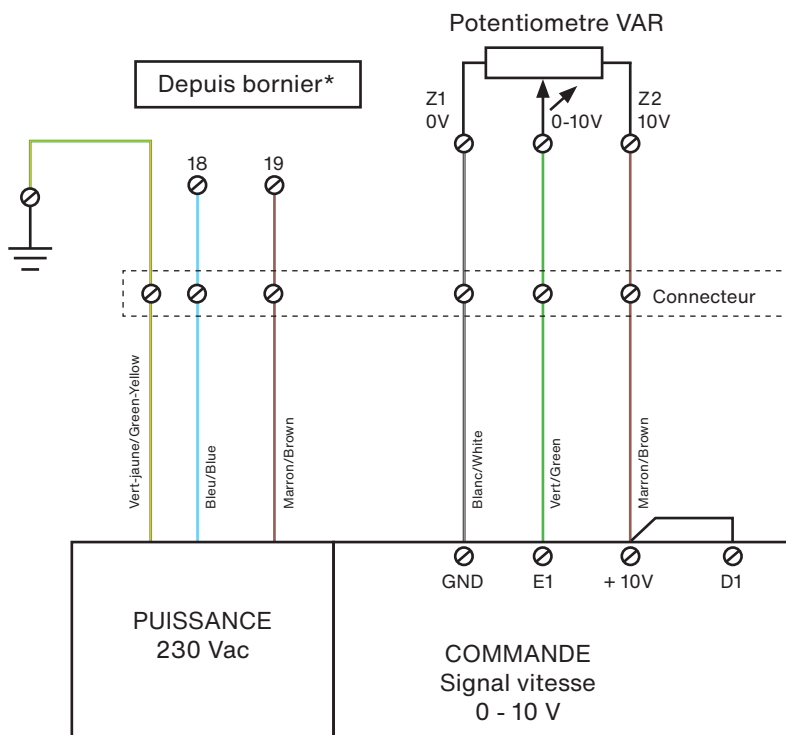 Potentiometre VAR
Depuis bornier*
Z1
0V
0-10V
Z2
10V
18
19
Connecteur
Vert-jaune/Green-Yellow
Bleu/Blue
Marron/Brown
Blanc/White
Vert/Green
Marron/Brown
GND
E1
+ 10V
D1
PUISSANCE
230 Vac
COMMANDE
Signal vitesse
0 - 10 V